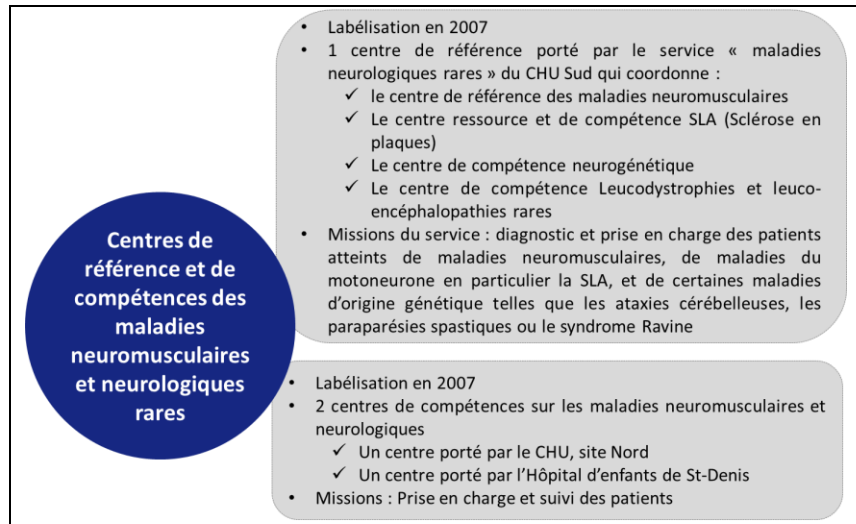 Centres de
référence et de
compétences des
maladies
neuromusculaires
et neurologiques
rares
• Labélisation en 2007
• 1 centre de référence porté par le service « maladies
neurologiques rares » du CHU Sud qui coordonne :
✓ le centre de référence des maladies neuromusculaires
✓ Le centre ressource et de compétence SLA (Sclérose en
plaques)
✓ Le centre de compétence neurogénétique
✓ Le centre de compétence Leucodystrophies et leuco-
encéphalopathies rares
• Missions du service : diagnostic et prise en charge des patients
atteints de maladies neuromusculaires, de maladies du
motoneurone en particulier la SLA, et de certaines maladies
d’origine génétique telles que les ataxies cérébelleuses, les
paraparésies spastiques ou le syndrome Ravine
• Labélisation en 2007
• 2 centres de compétences sur les maladies neuromusculaires et
neurologiques
✓ Un centre porté par le CHU, site Nord
✓ Un centre porté par l’Hôpital d’enfants de St-Denis
• Missions : Prise en charge et suivi des patients